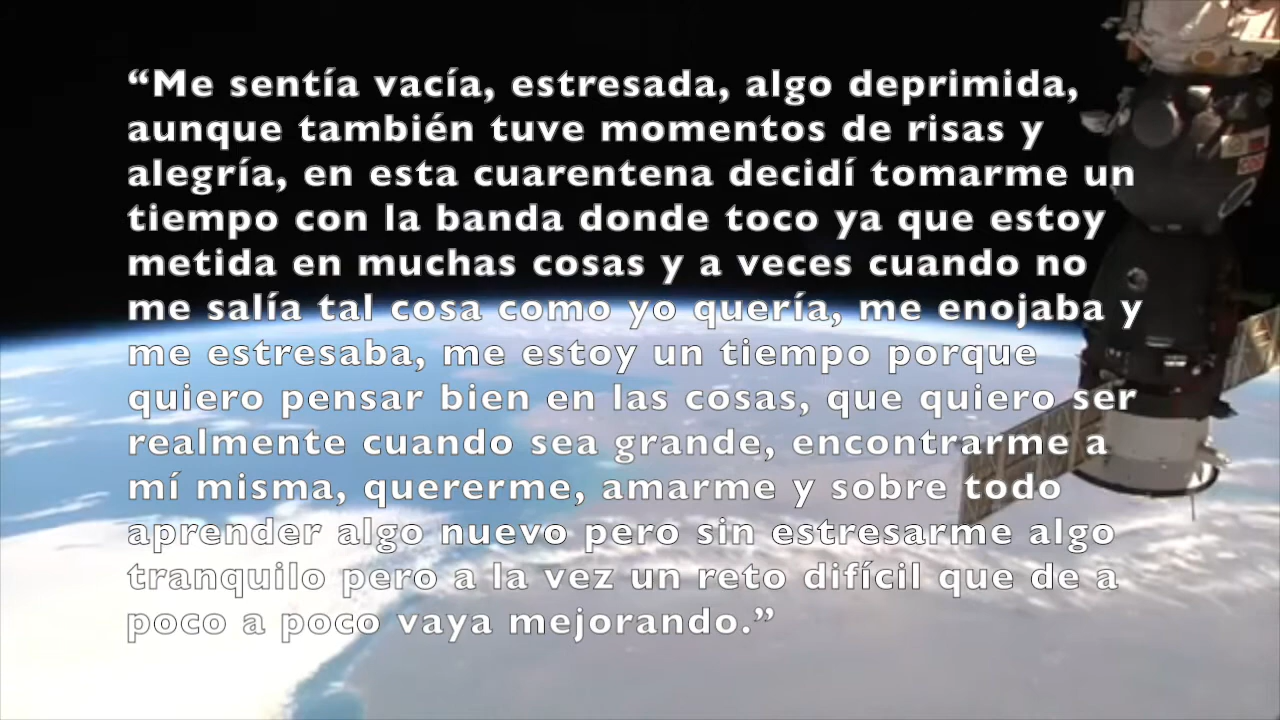 “Me sentía vacía, estresada, algo deprimida,
aunque también tuve momentos de risas y
alegría, en esta cuarentena decidí tomarme un
tiempo con la banda donde toco ya que estoy
metida en muchas cosas y a veces cuando no
me salía tal cosa como yo quería, me enojaba y
me estresaba, me estoy un tiempo porque
quiero pensar bien en las cosas, que quiero ser
realmente cuando sea grande, encontrarme a
mí misma, quererme, amarme y sobre todo
aprender algo nuevo pero sin estresarme algo
tranquilo pero a la vez un reto difícil que de a
poco a poco vaya mejorando.”